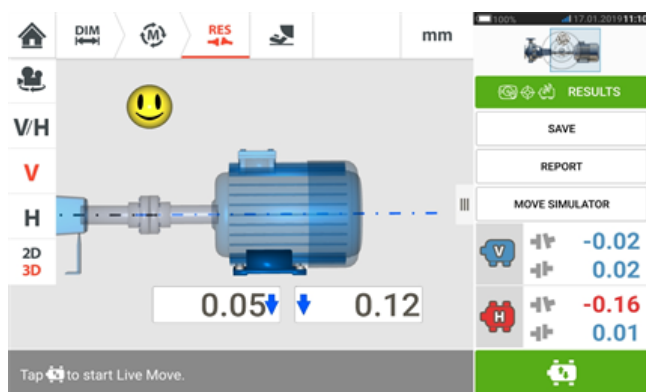 DIM
M
RES
mm
100%
17.01.2019 11:10
RESULTS
V/H
V
H
2D
3D
SAVE
REPORT
MOVE SIMULATOR
V
-0.02
0.02
H
-0.16
0.01
0.05
0.12
Tap to start Live Move.